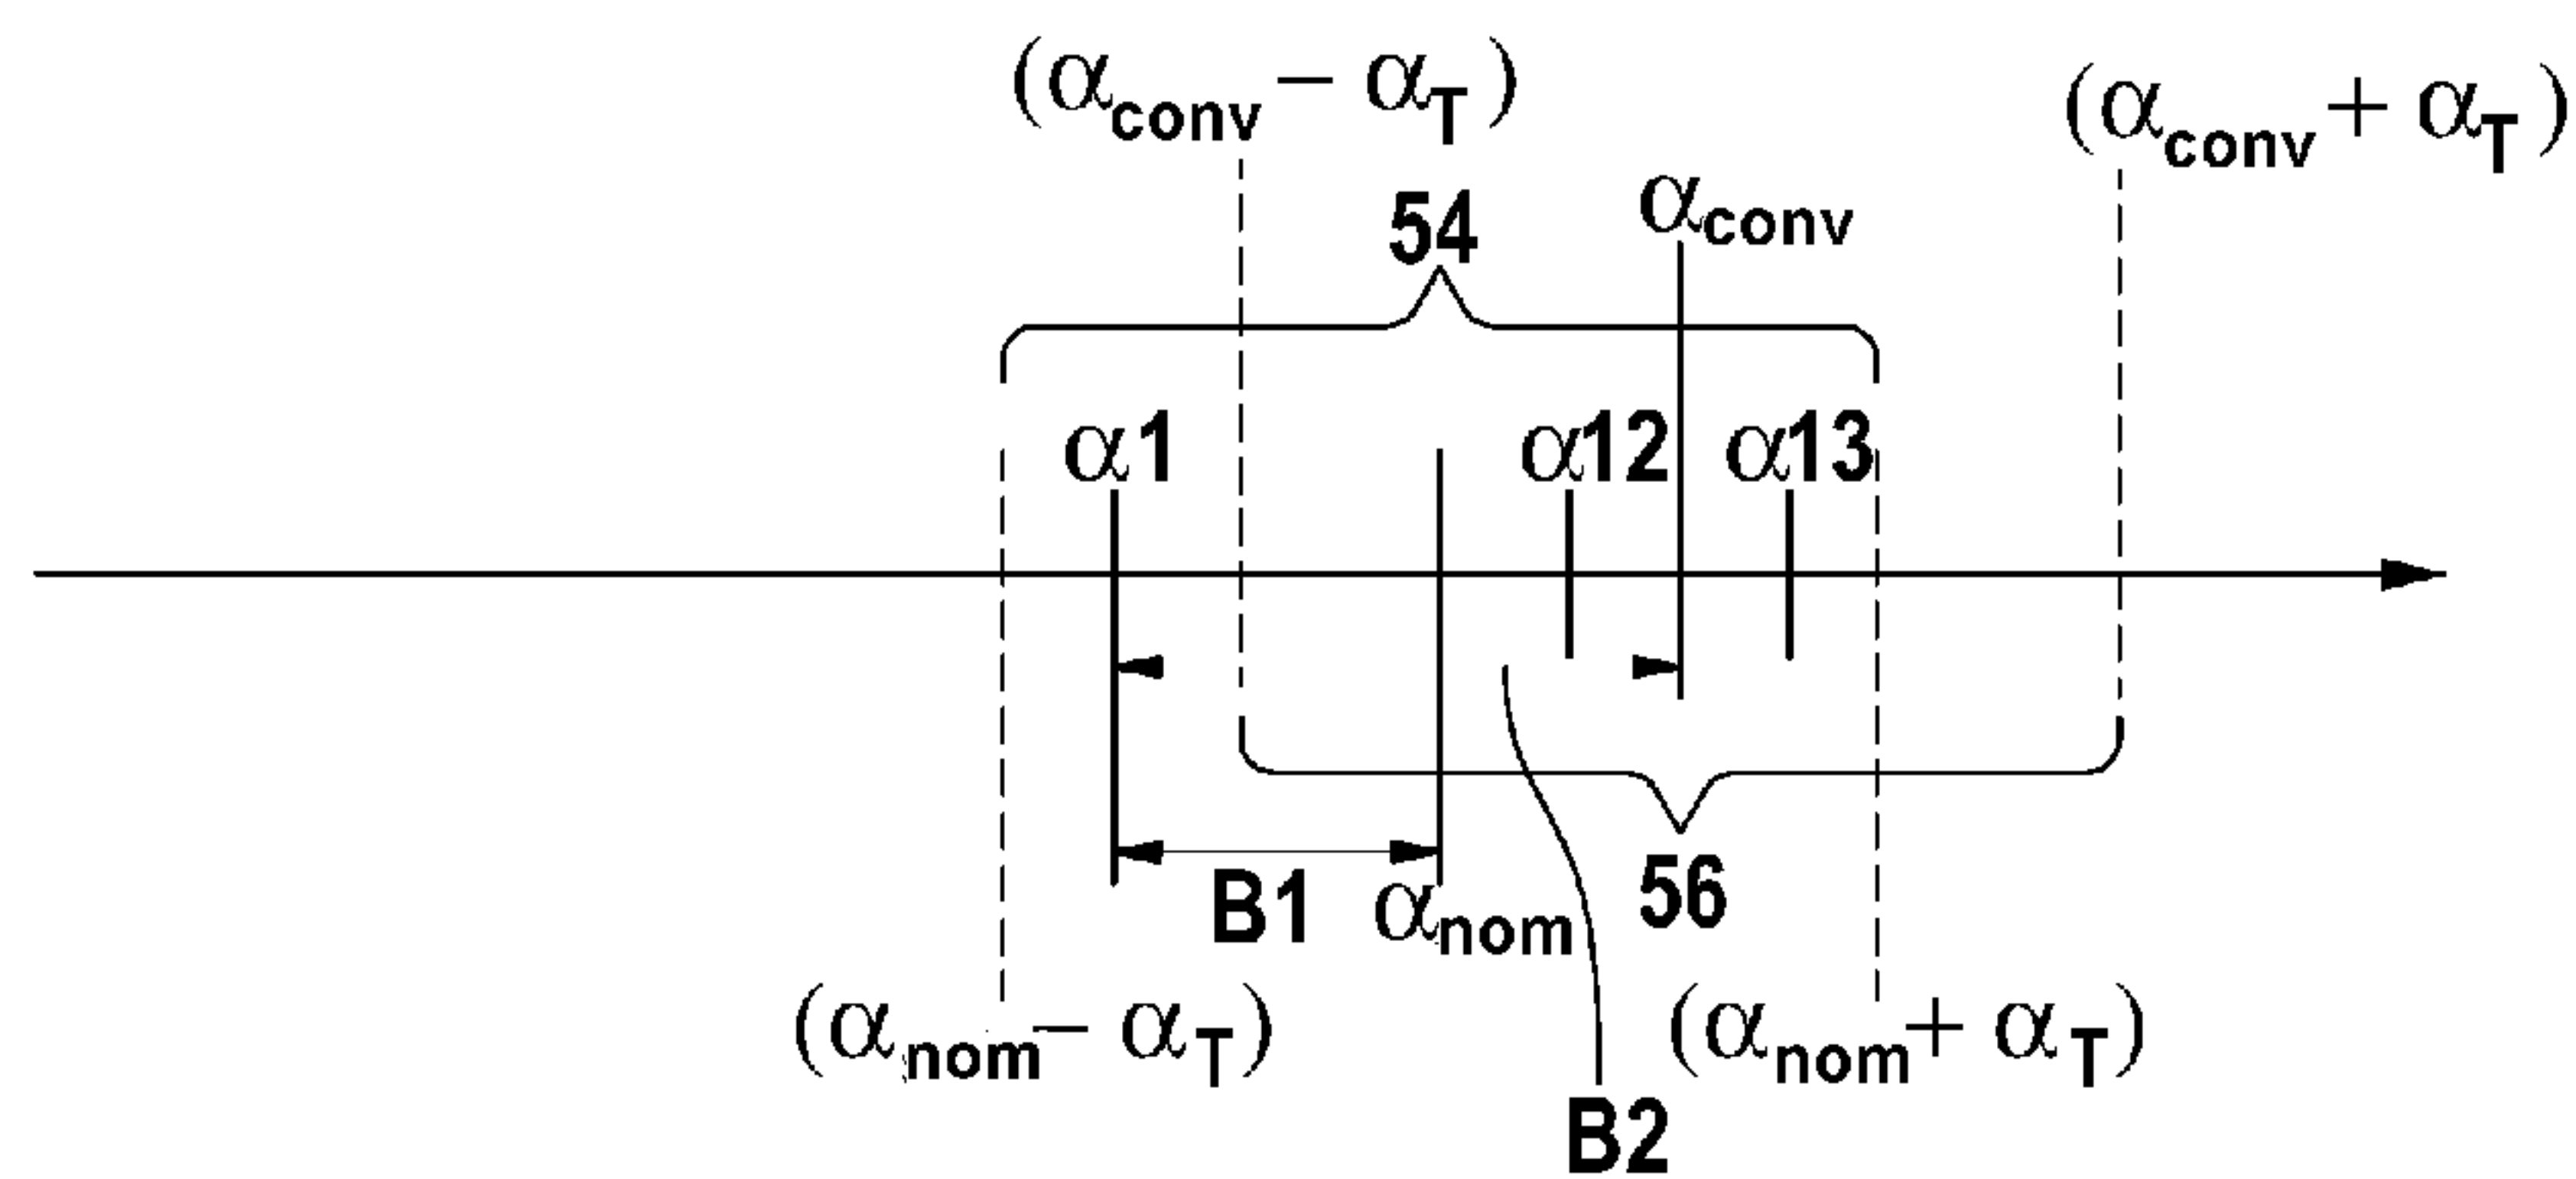 (αconv − αT)
(αconv + αT)
54
αconv
α1
α12
α13
B1
αnom
56
(αnom − αT)
(αnom + αT)
B2